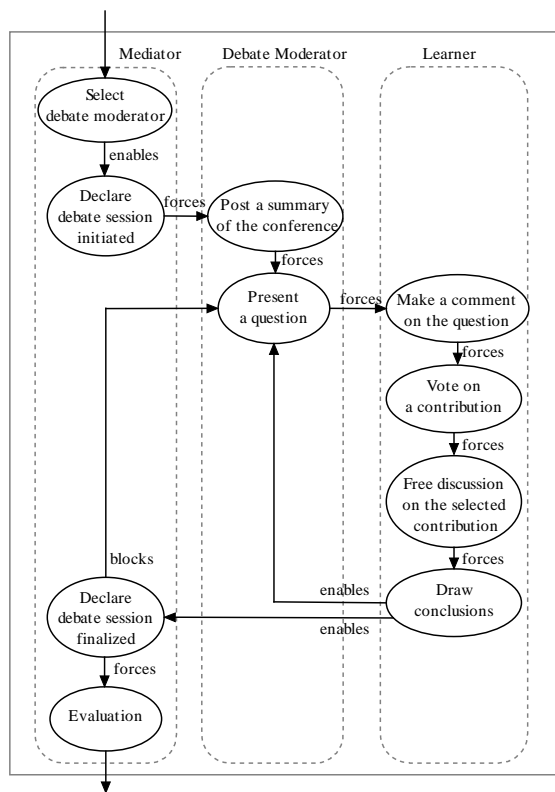 Mediator
Debate Moderator
Learner
Select
debate moderator
enables
Declare
debate session
initiated
forces
Post a summary
of the conference
forces
Present
a question
forces
Make a comment
on the question
forces
Vote on
a contribution
forces
Free discussion
on the selected
contribution
forces
blocks
enables
Draw
conclusions
enables
Declare
debate session
finalized
forces
Evaluation